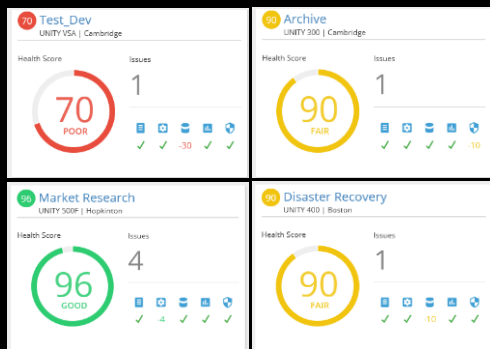 70 Test_Dev
UNITY VSA | Cambridge
Health Score
Issues
1
70
POOR
-30
90 Archive
UNITY 300 | Cambridge
Health Score
Issues
1
90
FAIR
-10
96 Market Research
UNITY 500F | Hopkinton
Health Score
Issues
4
96
GOOD
-4
90 Disaster Recovery
UNITY 400 | Boston
Health Score
Issues
1
90
FAIR
-10